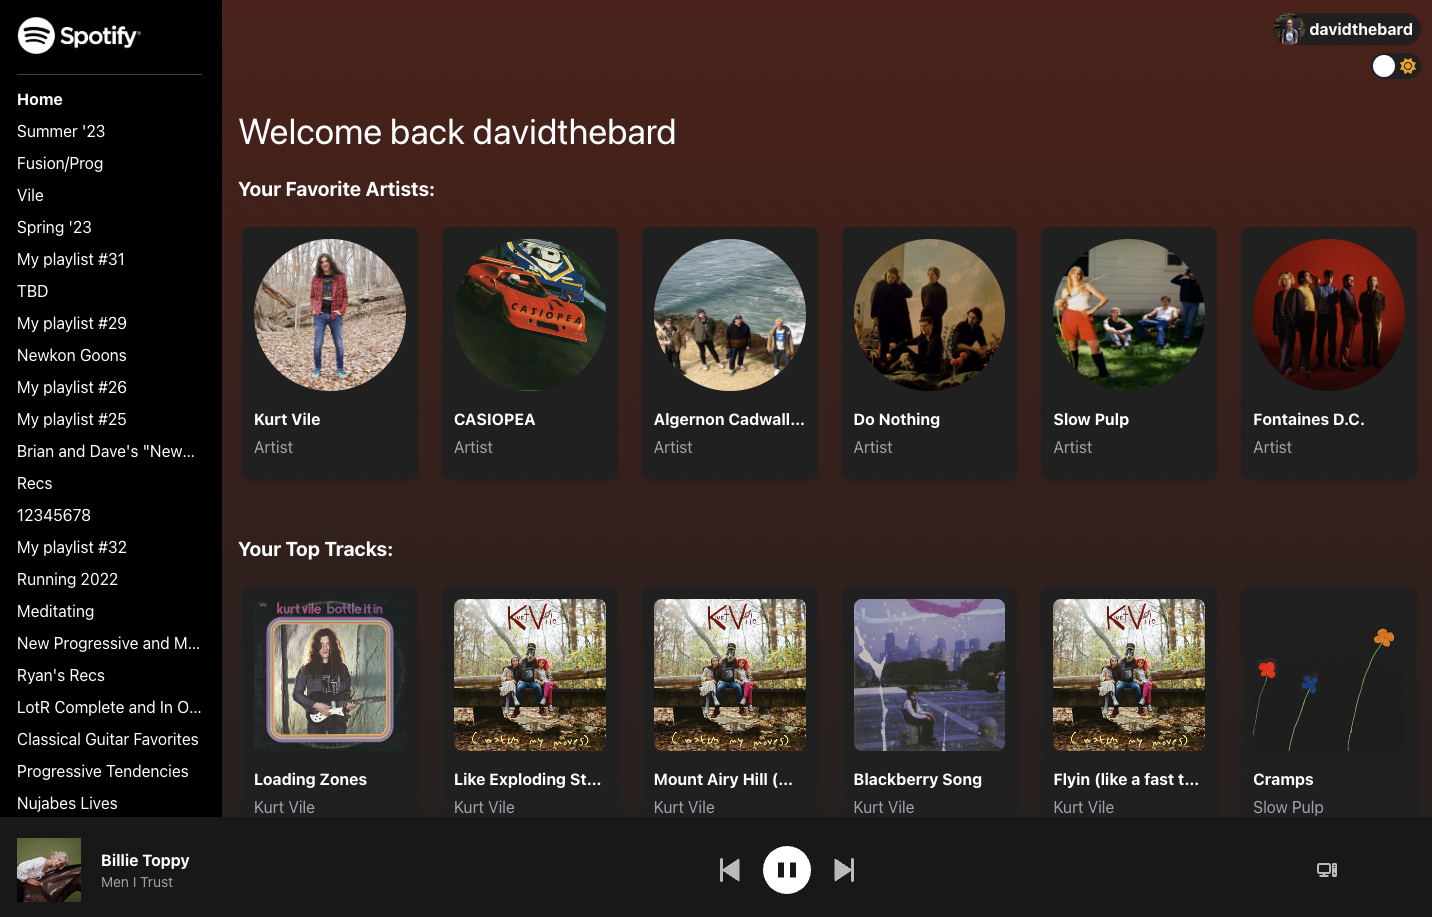 Spotify
Home
Summer '23
Fusion/Prog
Vile
Spring '23
My playlist #31
TBD
My playlist #29
Newkon Goons
My playlist #26
My playlist #25
Brian and Dave's "New...
Recs
12345678
My playlist #32
Running 2022
Meditating
New Progressive and M...
Ryan's Recs
LotR Complete and In O...
Classical Guitar Favorites
Progressive Tendencies
Nujabes Lives
davidthebard
Welcome back davidthebard
Your Favorite Artists:
CASIOPEA
Kurt Vile
Artist
CASIOPEA
Artist
Algernon Cadwall...
Artist
Do Nothing
Artist
Slow Pulp
Artist
Fontaines D.C.
Artist
Your Top Tracks:
kurt vile bottle it in
Loading Zones
Kurt Vile
(watch my moves)
Like Exploding St...
Kurt Vile
(watch my moves)
Mount Airy Hill (...
Kurt Vile
Blackberry Song
Kurt Vile
(watch my moves)
Flyin (like a fast t...
Kurt Vile
Cramps
Slow Pulp
Billie Toppy
Men I Trust